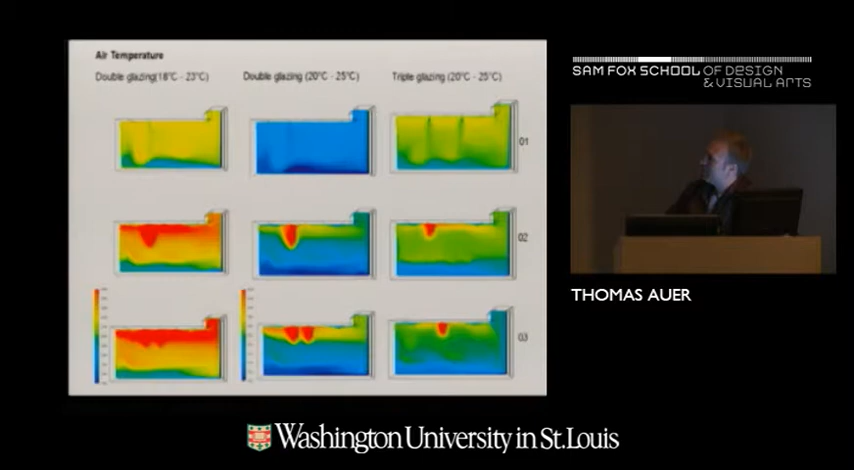 Air Temperature
Double glazing(18°C - 23°C)
Double glazing (20°C - 25°C)
Triple glazing (20°C - 25°C)
01
02
03
SAM FOX SCHOOL OF DESIGN
& VISUAL ARTS
THOMAS AUER
Washington University in St. Louis